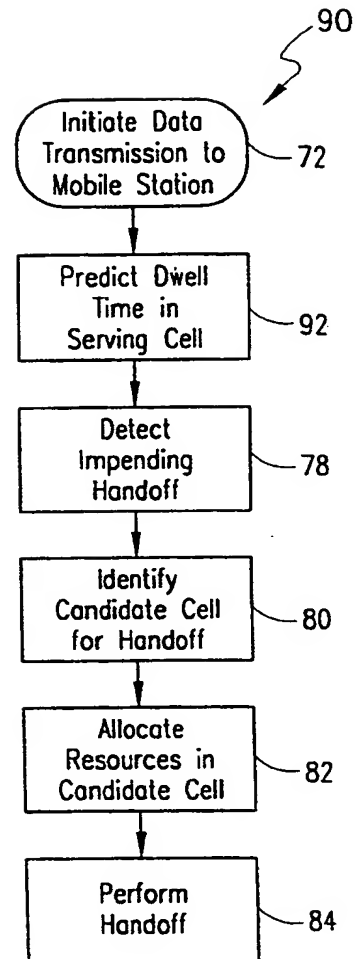 90
Initiate Data
Transmission to
Mobile Station
72
Predict Dwell
Time in
Serving Cell
92
Detect
Impending
Handoff
78
Identify
Candidate Cell
for Handoff
80
Allocate
Resources in
Candidate Cell
82
Perform
Handoff
84